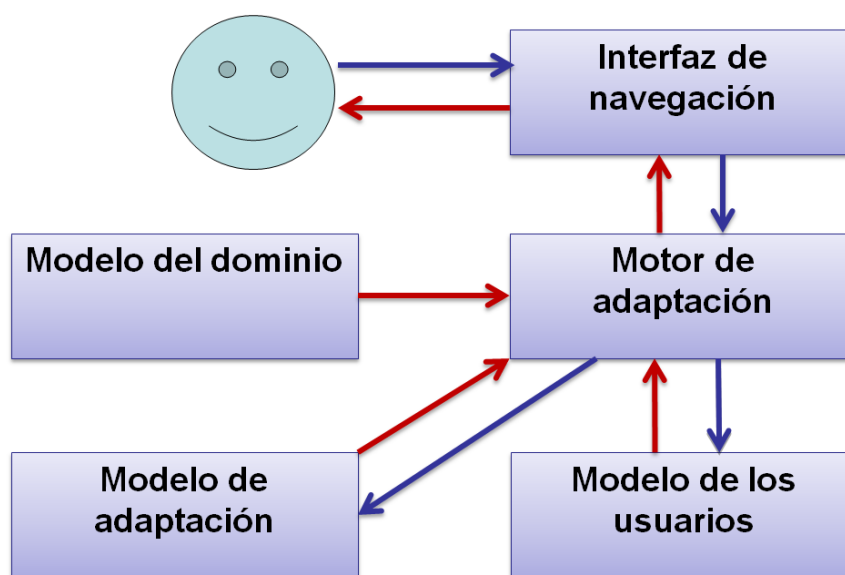 Interfaz de
navegación
Modelo del dominio
Motor de
adaptación
Modelo de
adaptación
Modelo de los
usuarios